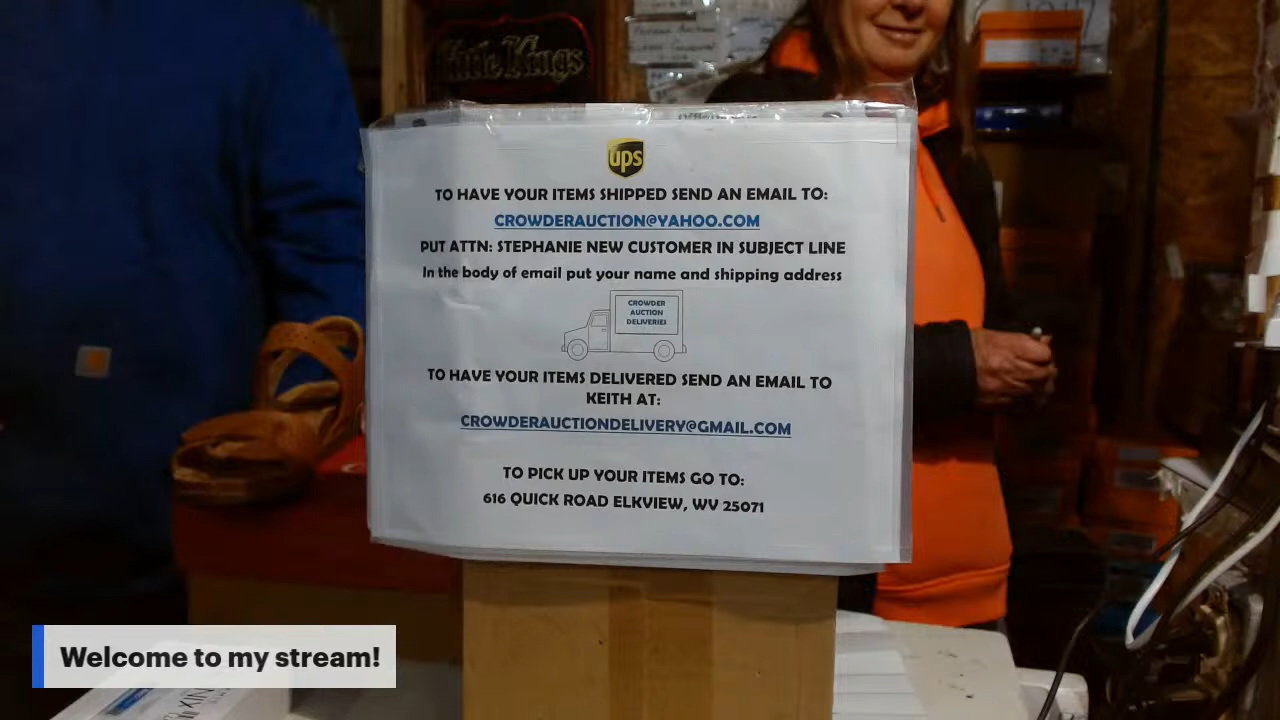 Little Kings
ups
TO HAVE YOUR ITEMS SHIPPED SEND AN EMAIL TO:
CROWDERAUCTION@YAHOO.COM
PUT ATTN: STEPHANIE NEW CUSTOMER IN SUBJECT LINE
In the body of email put your name and shipping address
CROWDER
AUCTION
DELIVERIES
TO HAVE YOUR ITEMS DELIVERED SEND AN EMAIL TO
KEITH AT:
CROWDERAUCTIONDELIVERY@GMAIL.COM
TO PICK UP YOUR ITEMS GO TO:
616 QUICK ROAD ELKVIEW, WV 25071
Welcome to my stream!